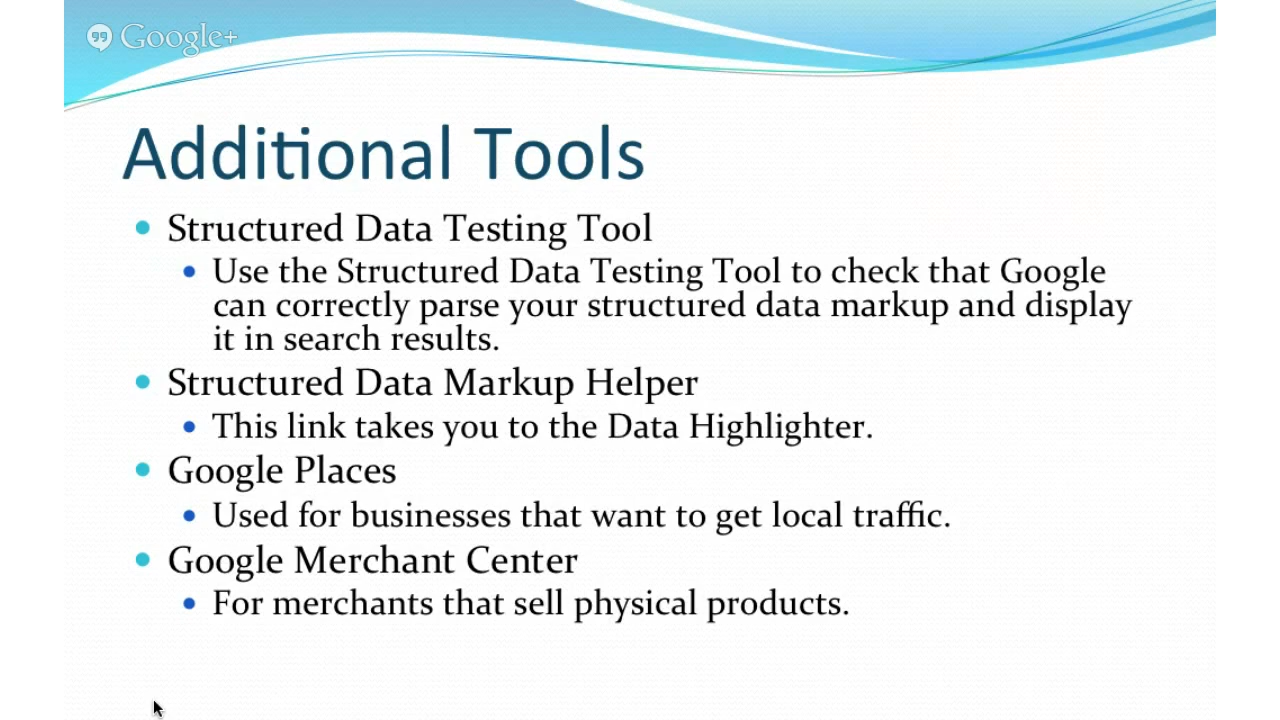 Google+
Additional Tools
Structured Data Testing Tool
Use the Structured Data Testing Tool to check that Google
can correctly parse your structured data markup and display
it in search results.
Structured Data Markup Helper
This link takes you to the Data Highlighter.
Google Places
Used for businesses that want to get local traffic.
Google Merchant Center
For merchants that sell physical products.